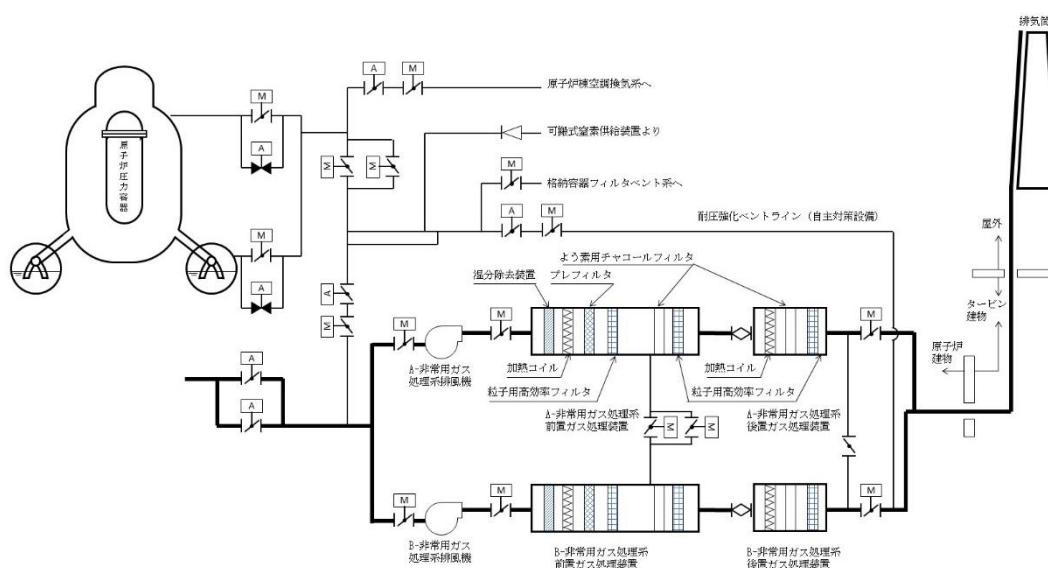 排気筒
A
M
原子炉棟空調換気系へ
M
可搬式窒素供給装置より
A
M
M
M
格納容器フィルタベント系へ
原子炉圧力容器
A
M
耐圧強化ベントライン（自主対策設備）
M
屋外
よう素用チャコールフィルタ
湿分除去装置
プレフィルタ
A
A
タービン
建物
M
M
M
M
原子炉
建物
A
A-非常用ガス
処理系排風機
加熱コイル
加熱コイル
粒子用高効率フィルタ
粒子用高効率フィルタ
A
A-非常用ガス処理系
前置ガス処理装置
A-非常用ガス処理系
後置ガス処理装置
M
M
M
M
M
B-非常用ガス
処理系排風機
B-非常用ガス処理系
前置ガス処理装置
B-非常用ガス処理系
後置ガス処理装置